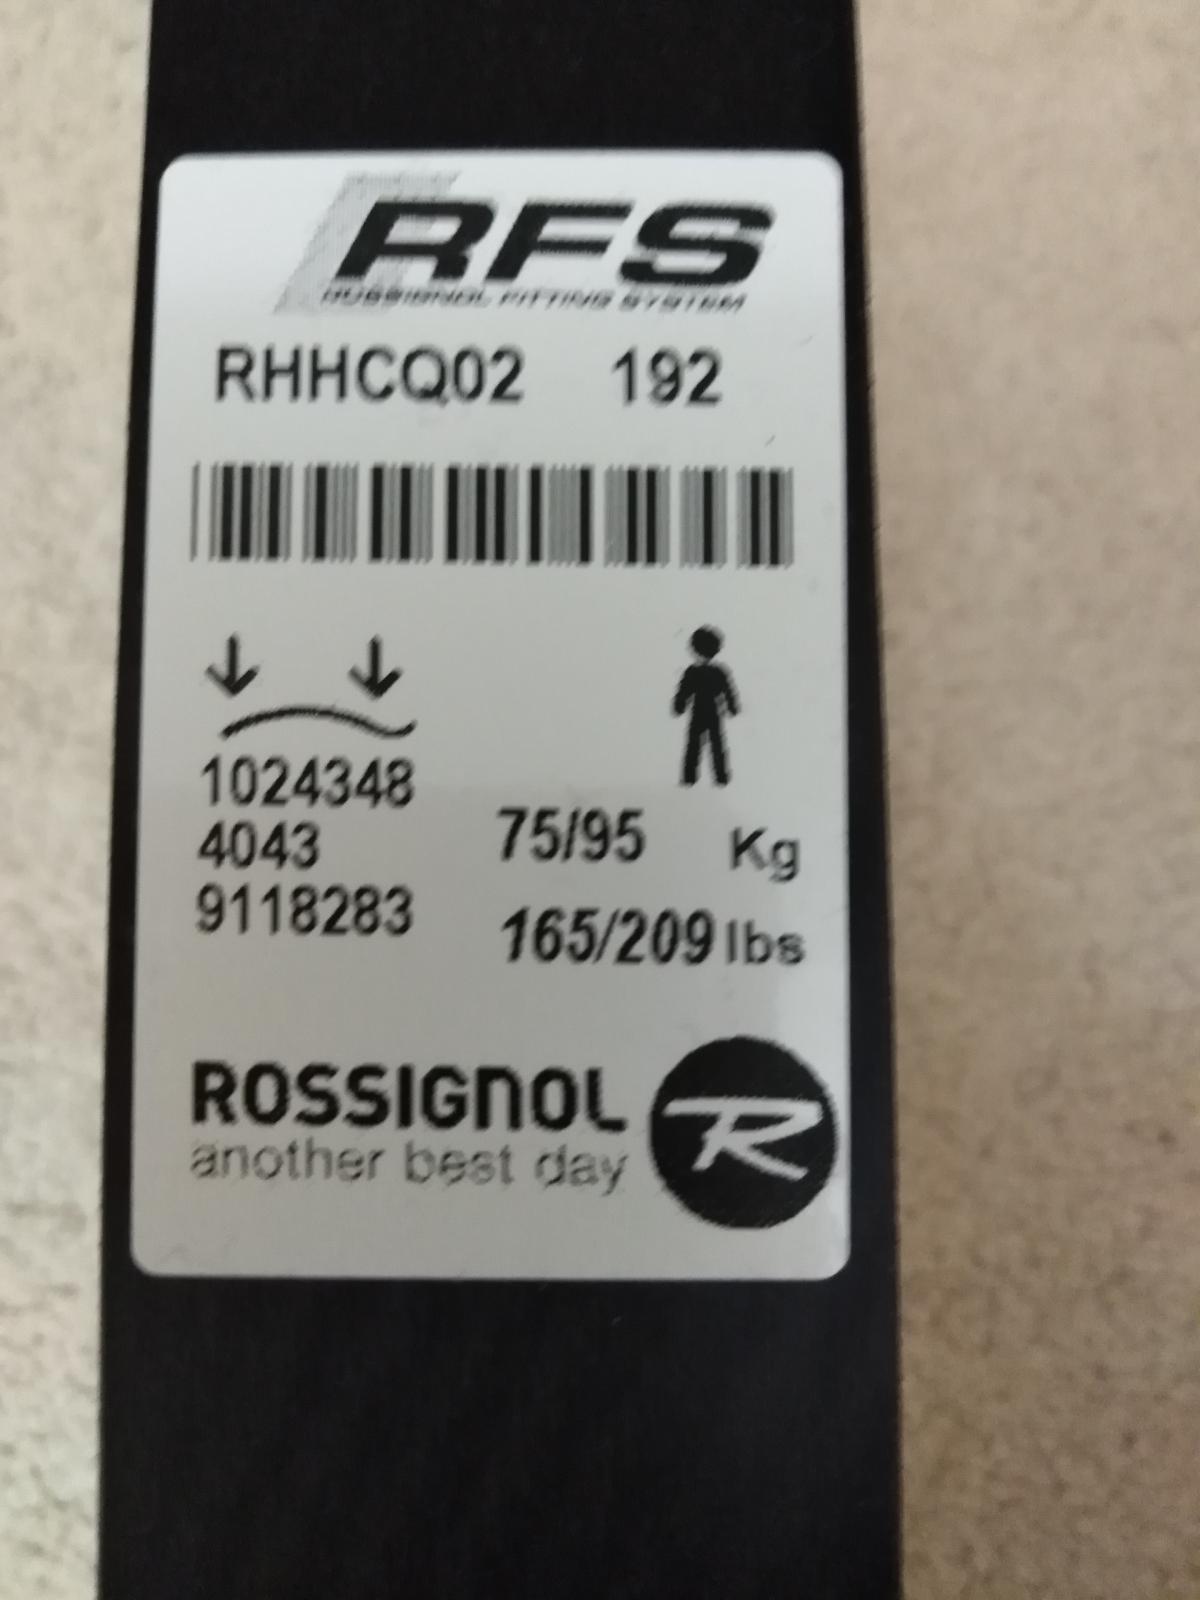 RFS
ROSSIGNOL FITTING SYSTEM
RHHCQ02 192
1024348
4043
9118283
75/95 Kg
165/209 lbs
ROSSIGNOL
another best day
R